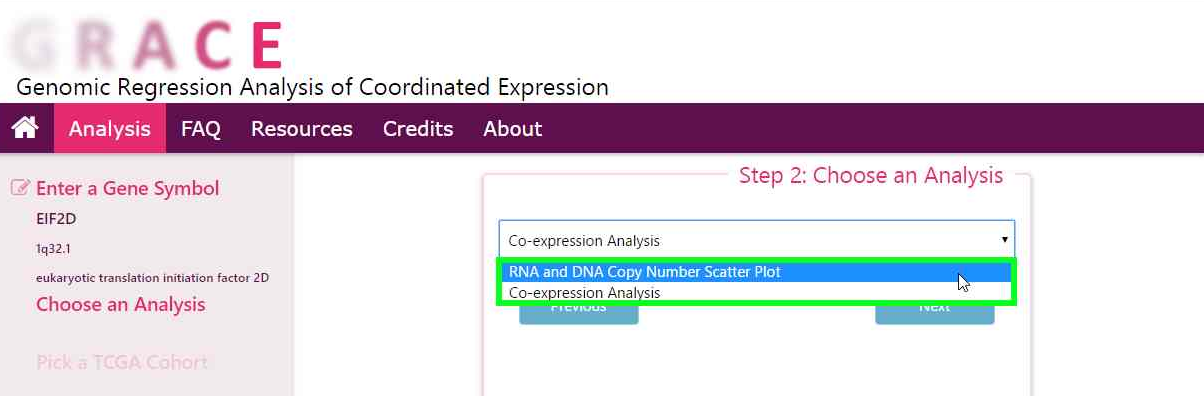 GRACE
Genomic Regression Analysis of Coordinated Expression
Analysis FAQ Resources Credits About
Enter a Gene Symbol
EIF2D
1q32.1
eukaryotic translation initiation factor 2D
Choose an Analysis
Pick a TCGA Cohort
Step 2: Choose an Analysis
Co-expression Analysis
RNA and DNA Copy Number Scatter Plot
Co-expression Analysis
Previous Next